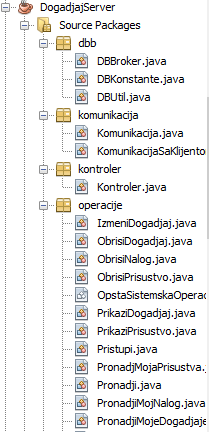 DogadjajServer
Source Packages
dbb
DBBroker.java
DBKonstante.java
DBUtil.java
komunikacija
Komunikacija.java
KomunikacijaSaKlijento
kontroler
Kontroler.java
operacije
IzmeniDogadjaj.java
ObrisiDogadjaj.java
ObrisiNalog.java
ObrisiPrisustvo.java
OpstaSistemskaOperac
PrikaziDogadjaj.java
PrikaziPrisustvo.java
Pristupi.java
PronadjMojaPrisustva.
Pronadji.java
PronadjiMojNalog.java
PronadjiMojeDogadjaje